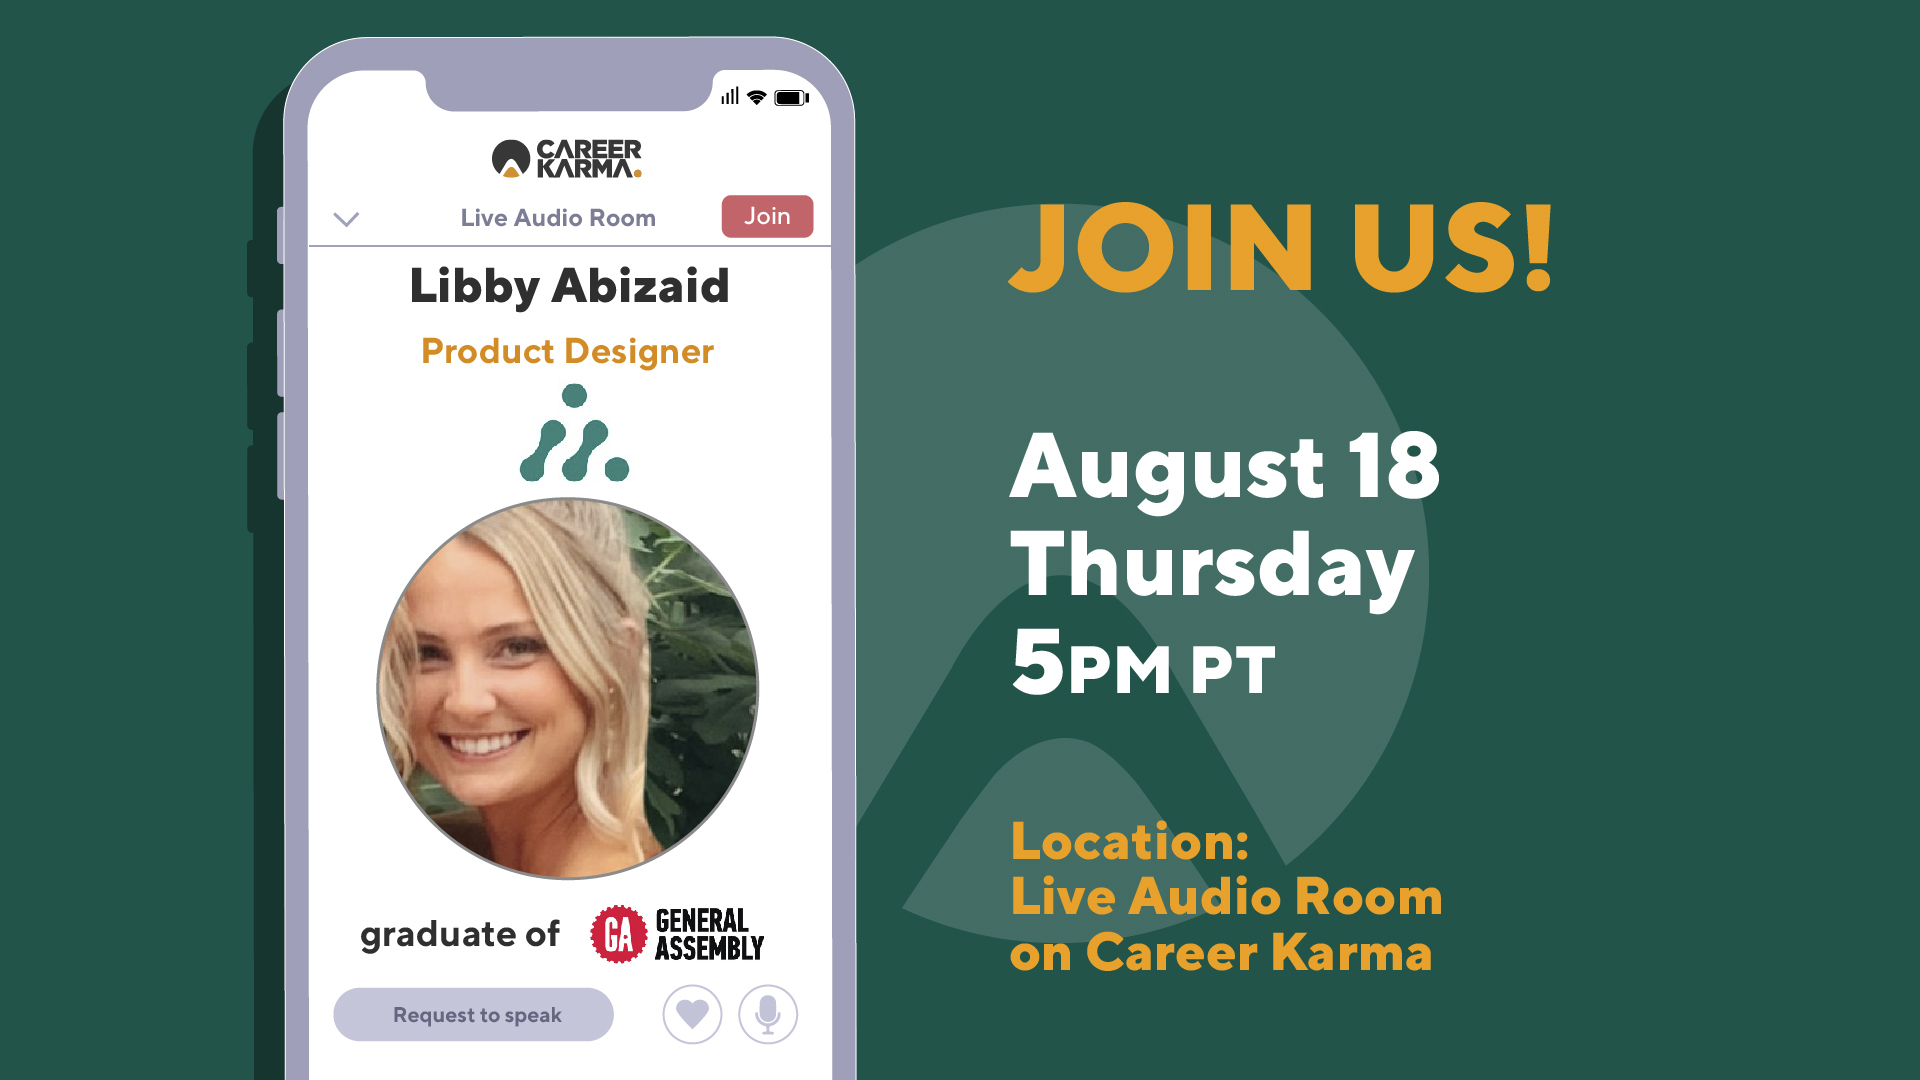 CAREER
KARMA.
Live Audio Room
Join
Libby Abizaid
Product Designer
graduate of
GA
GENERAL
ASSEMBLY
Request to speak
JOIN US!
August 18
Thursday
5PM PT
Location:
Live Audio Room
on Career Karma